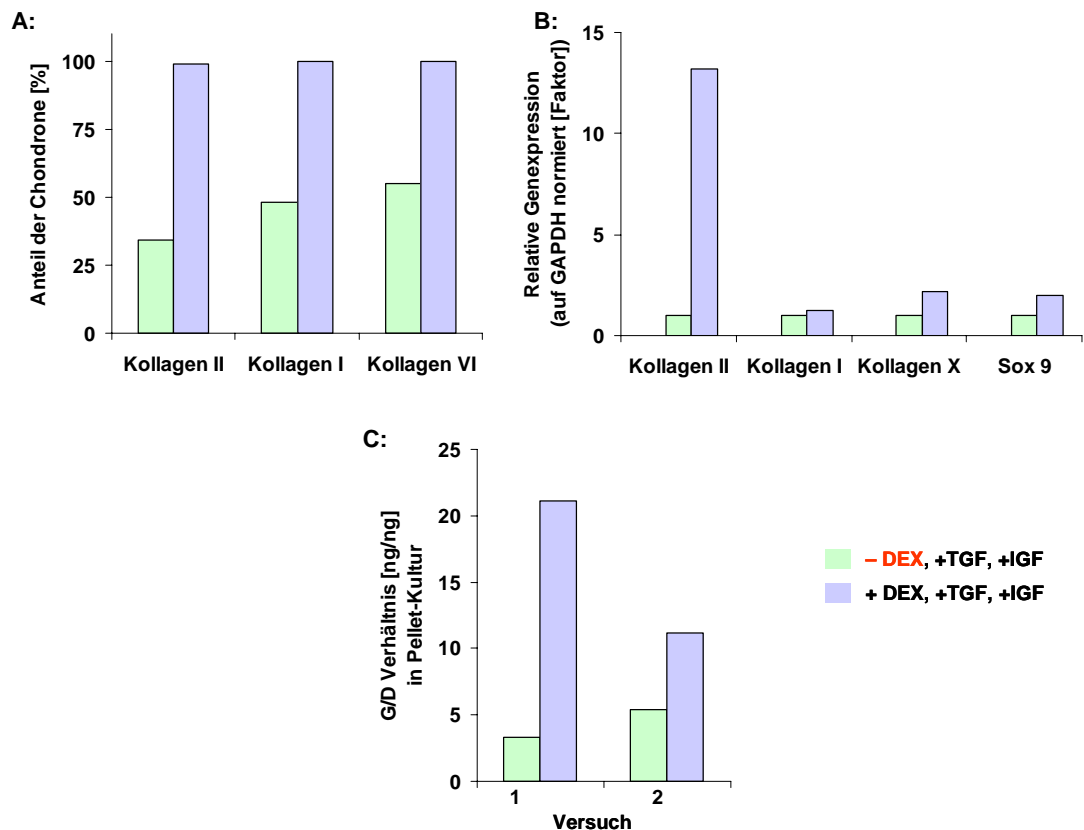 A:
Anteil der Chondrone [%]
100
75
50
25
0
Kollagen II Kollagen I Kollagen VI
B:
Relative Genexpression
(auf GAPDH normiert [Faktor])
15
10
5
0
Kollagen II Kollagen I Kollagen X Sox 9
C:
G/D Verhältnis [ng/ng]
in Pellet-Kultur
25
20
15
10
5
0
1 2
Versuch
– DEX, +TGF, +IGF
+ DEX, +TGF, +IGF